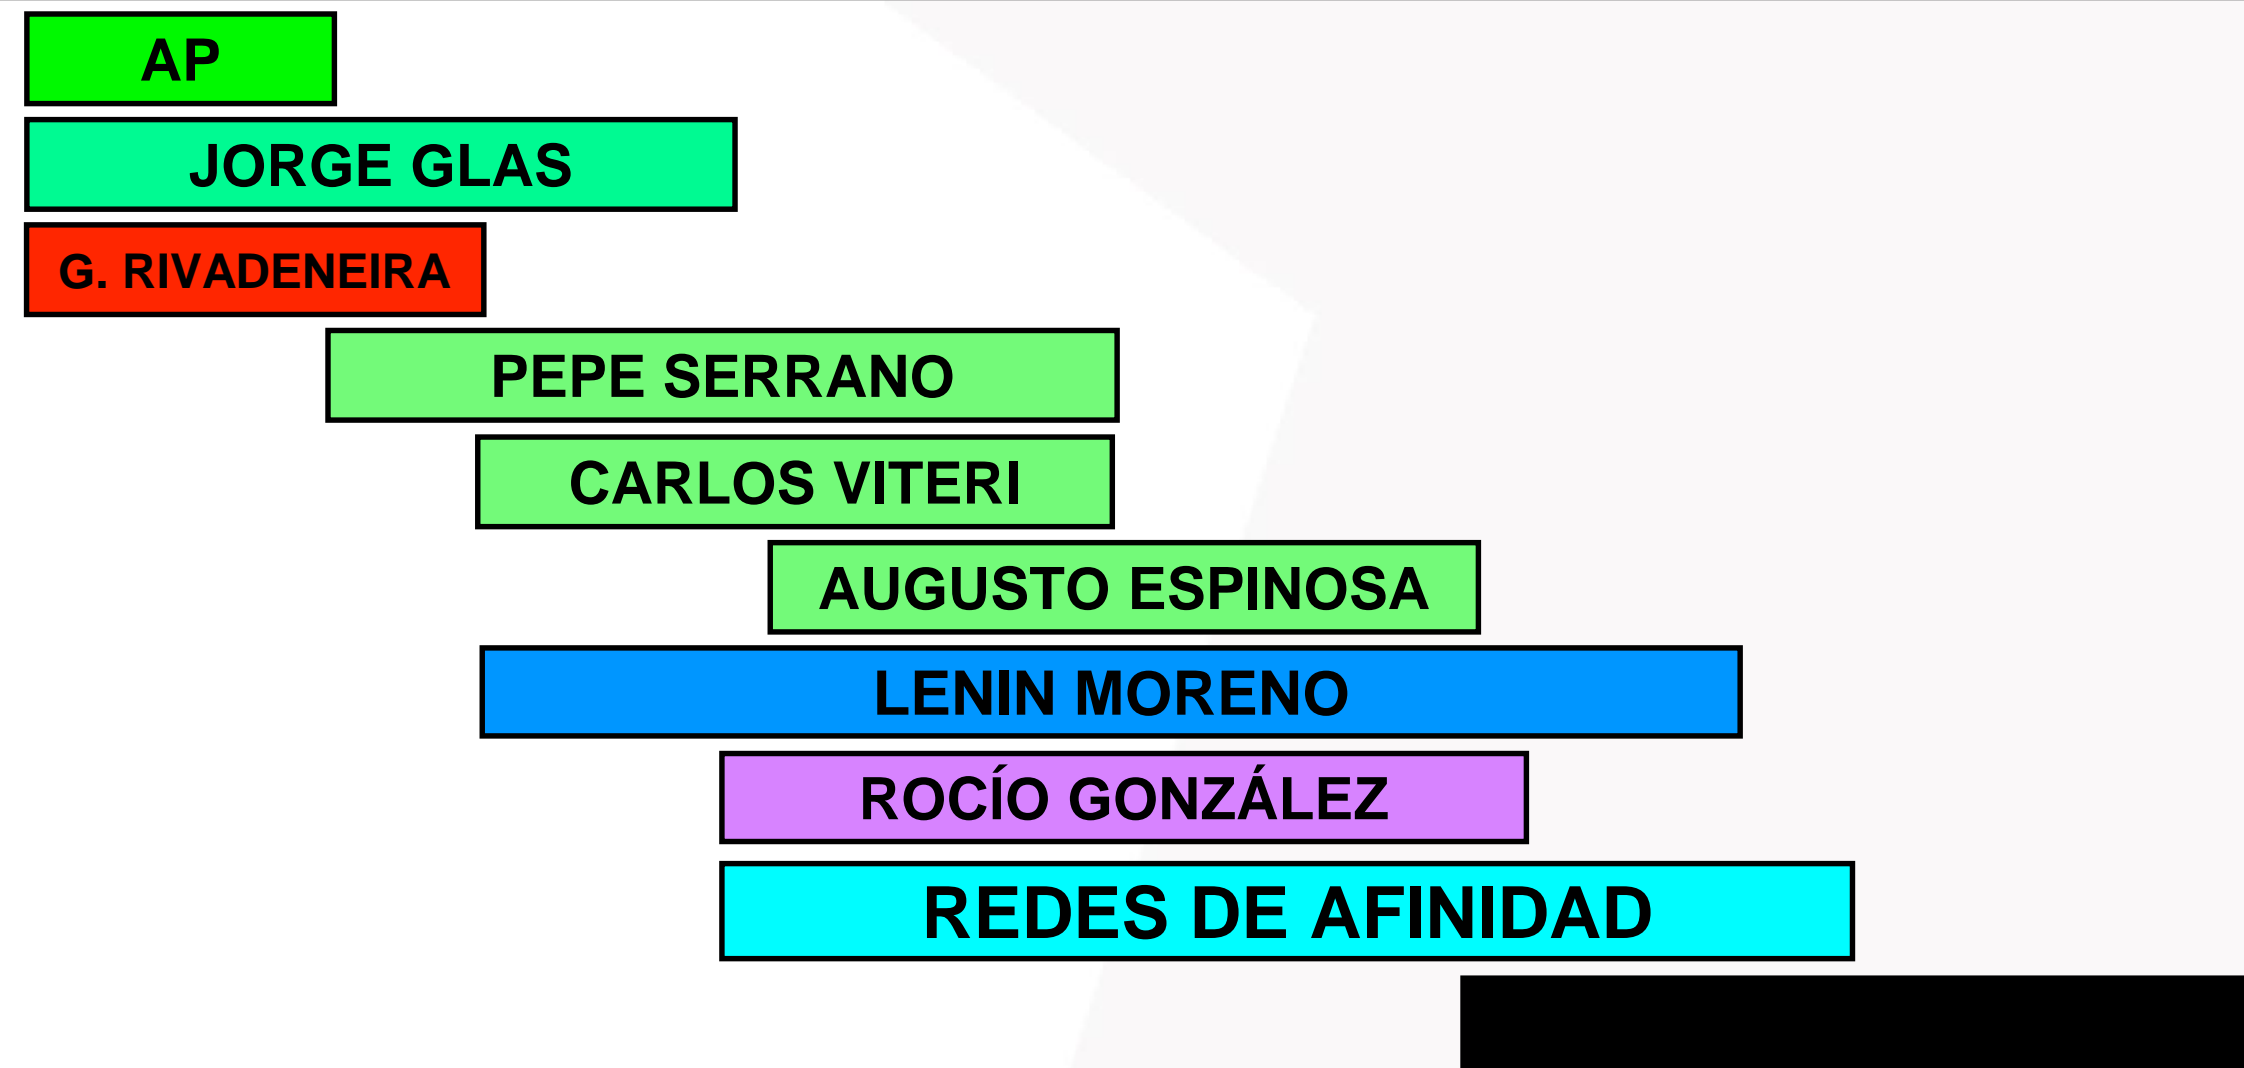 AP
JORGE GLAS
G. RIVADENEIRA
PEPE SERRANO
CARLOS VITERI
AUGUSTO ESPINOSA
LENIN MORENO
ROCÍO GONZÁLEZ
REDES DE AFINIDAD